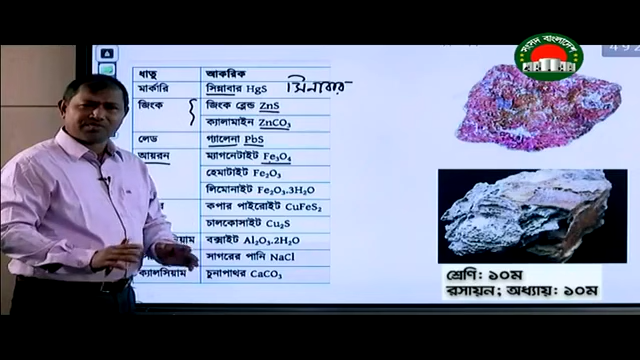 সংসদ বাংলাদেশ
ধাতু আকরিক
মার্কারি সিন্নাবার HgS সিনাবার
জিংক জিংক ব্লেন্ড ZnS
ক্যালামাইন ZnCO₃
লেড গ্যালেনা PbS
আয়রন ম্যাগনেটাইট Fe₃O₄
হেমাটাইট Fe₂O₃
লিমোনাইট Fe₂O₃.3H₂O
কপার পাইরাইট CuFeS₂
চালকোসাইট Cu₂S
বক্সাইট Al₂O₃.2H₂O
সাগরের পানি NaCl
ক্যালসিয়াম চুনাপাথর CaCO₃
শ্রেণি: ১০ম
রসায়ন; অধ্যায়: ১০ম